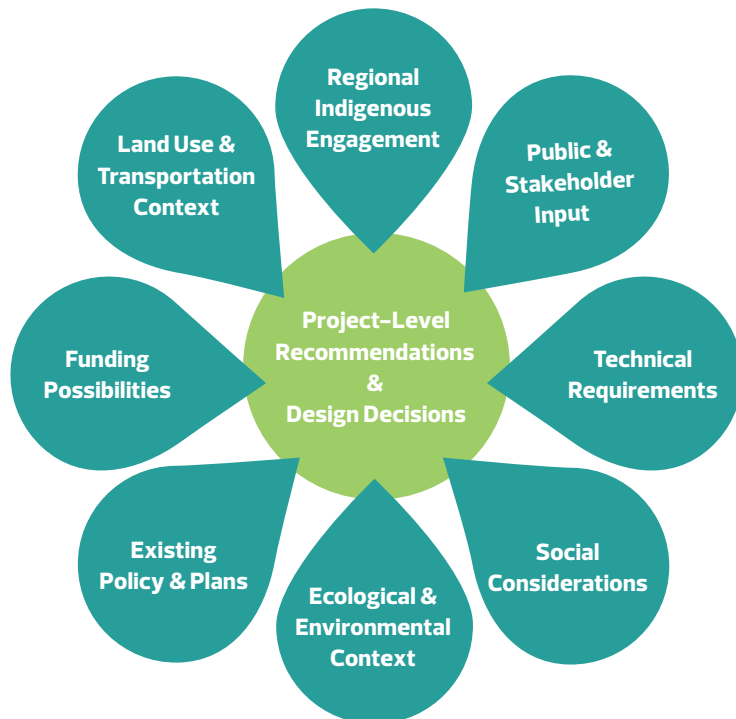 Regional
Indigenous
Engagement
Public &
Stakeholder
Input
Technical
Requirements
Social
Considerations
Ecological &
Environmental
Context
Existing
Policy & Plans
Funding
Possibilities
Land Use &
Transportation
Context
Project-Level
Recommendations
&
Design Decisions